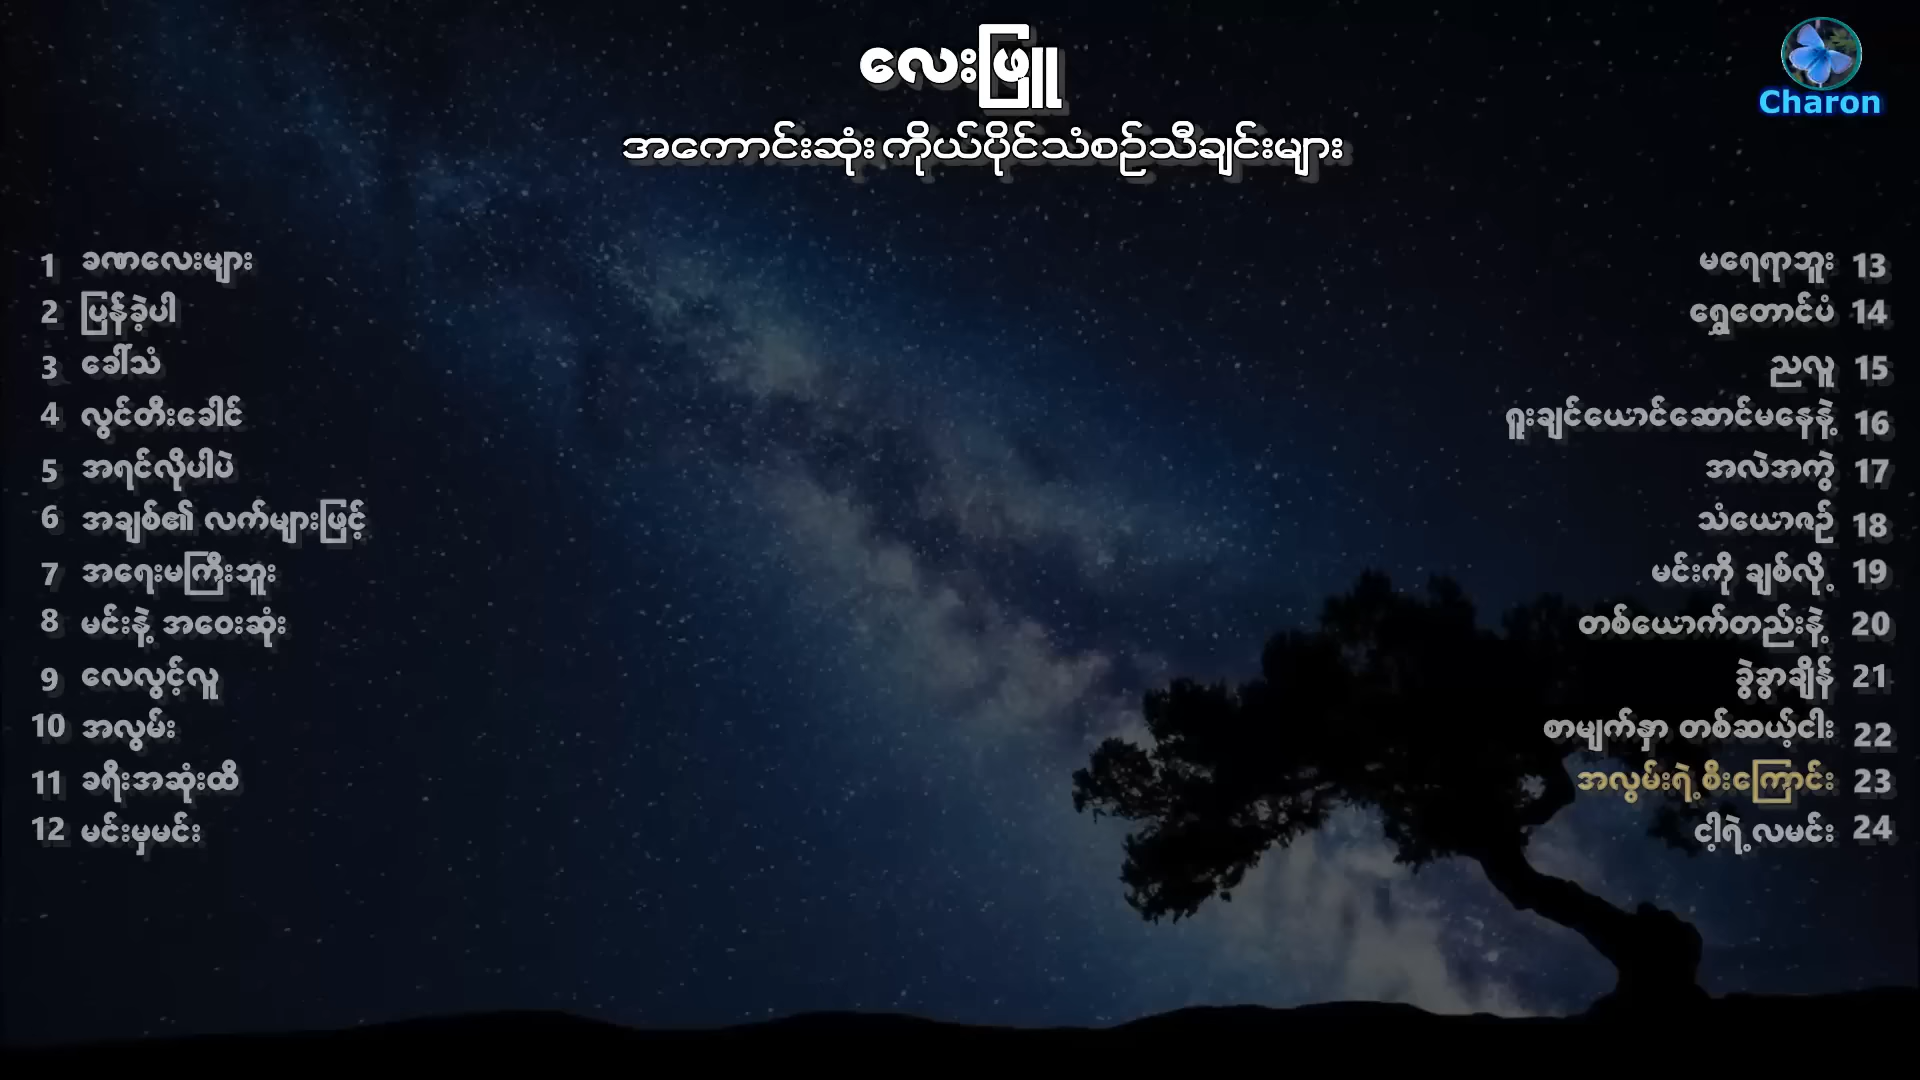 လေးဖြူ
အကောင်းဆုံး ကိုယ်ပိုင်သံစဉ်သီချင်းများ
Charon
1 ခဏလေးများ
2 ပြန်ခဲ့ပါ
3 ခေါ်သံ
4 လွင်တီးခေါင်
5 အရင်လိုပါပဲ
6 အချစ်၏ လက်များဖြင့်
7 အရေးမကြီးဘူး
8 မင်းနဲ့ အဝေးဆုံး
9 လေလွင့်လူ
10 အလွမ်း
11 ခရီးအဆုံးထိ
12 မင်းမှမင်း
မရေရာဘူး 13
ရွှေတောင်ပံ 14
ညလူ 15
ရူးချင်ယောင်ဆောင်မနေနဲ့ 16
အလဲအကွဲ 17
သံယောဇဉ် 18
မင်းကို ချစ်လို့ 19
တစ်ယောက်တည်းနဲ့ 20
ခွဲခွာချိန် 21
စာမျက်နှာ တစ်ဆယ့်ငါး 22
အလွမ်းရဲ့စီးကြောင်း 23
ငါ့ရဲ့လမင်း 24